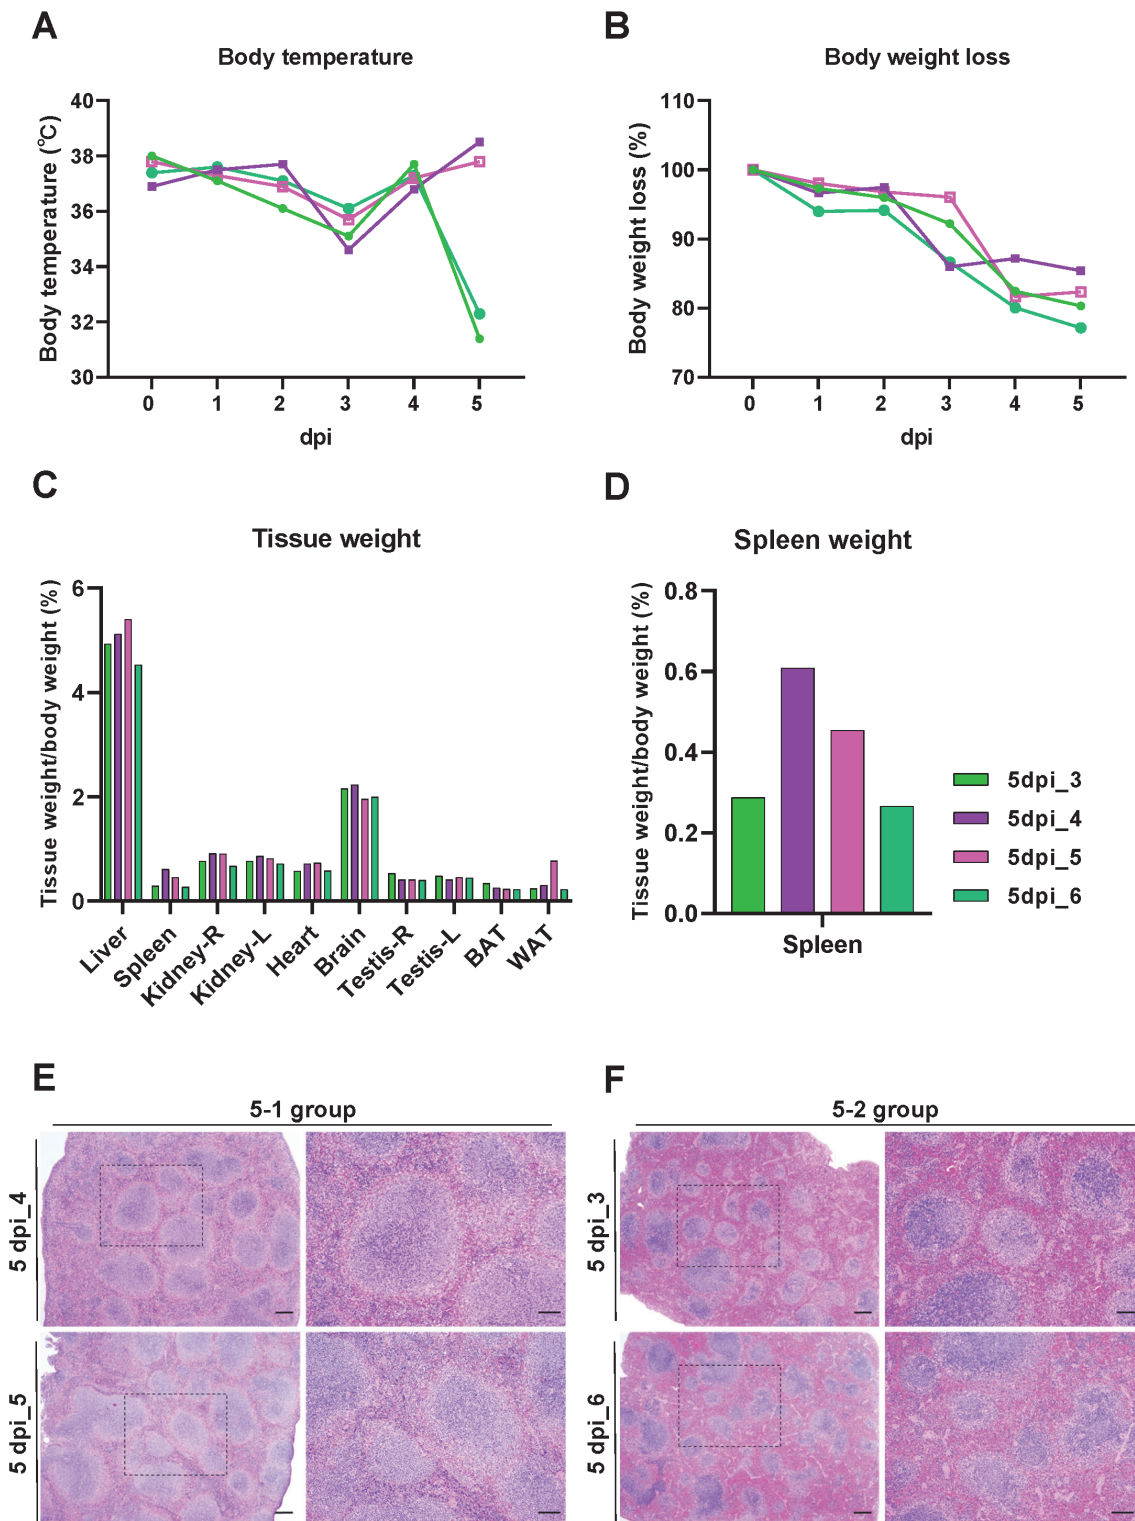 A
Body temperature
Body temperature (℃)
40
38
36
34
32
30
0 1 2 3 4 5
dpi
B
Body weight loss
Body weight loss (%)
110
100
90
80
70
0 1 2 3 4 5
dpi
C
Tissue weight
Tissue weight/body weight (%)
6
4
2
0
Liver
Spleen
Kidney-R
Kidney-L
Heart
Brain
Testis-R
Testis-L
BAT
WAT
D
Spleen weight
Tissue weight/body weight (%)
0.8
0.6
0.4
0.2
0.0
Spleen
5dpi_3
5dpi_4
5dpi_5
5dpi_6
E
5-1 group
5 dpi_4
5 dpi_5
F
5-2 group
5 dpi_3
5 dpi_6